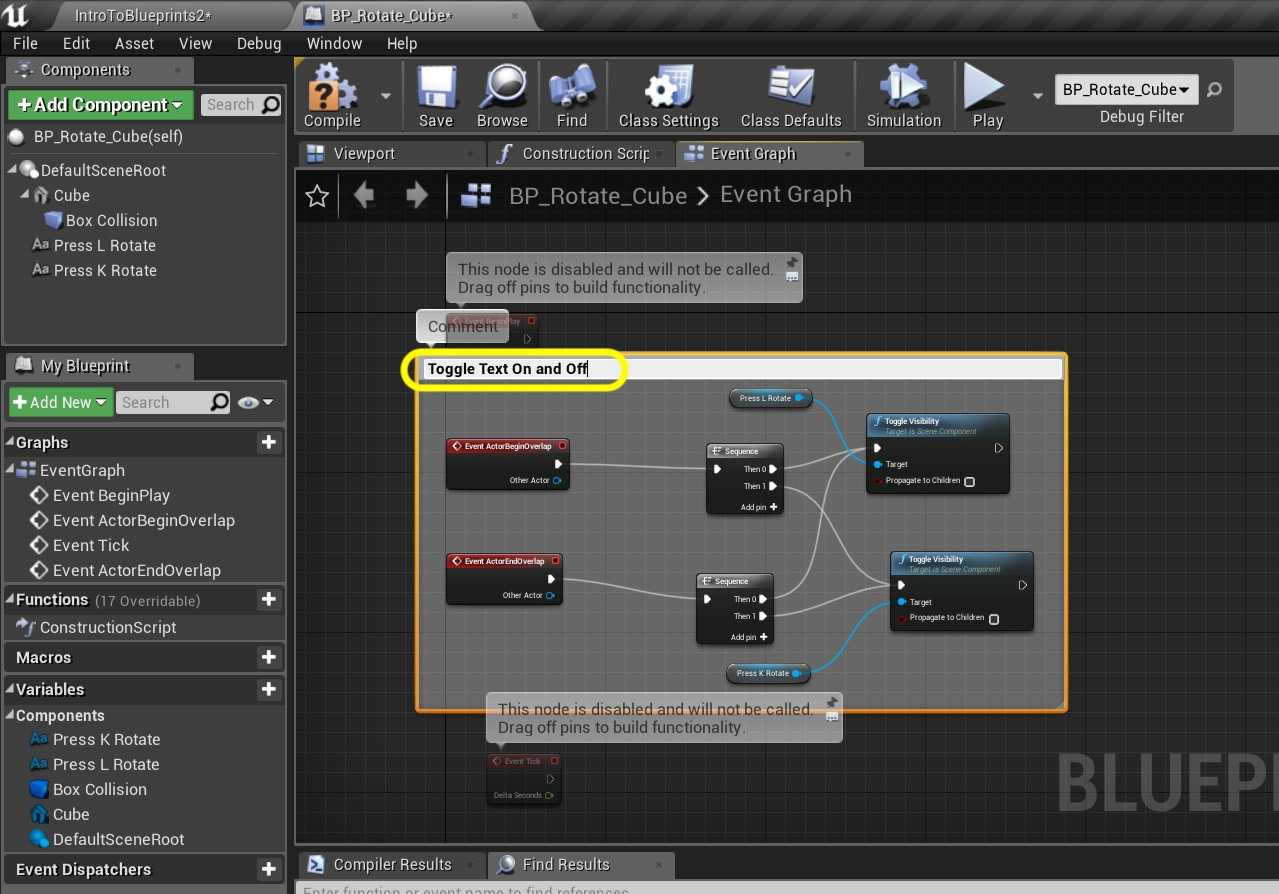 IntroToBlueprints2*
BP_Rotate_Cube*
File Edit Asset View Debug Window Help
Components
+Add Component
Search
BP_Rotate_Cube(self)
DefaultSceneRoot
Cube
Box Collision
Aa Press L Rotate
Aa Press K Rotate
My Blueprint
+Add New
Search
Graphs
EventGraph
Event BeginPlay
Event ActorBeginOverlap
Event Tick
Event ActorEndOverlap
Functions (17 Overridable)
ConstructionScript
Macros
Variables
Components
Aa Press K Rotate
Aa Press L Rotate
Box Collision
Cube
DefaultSceneRoot
Event Dispatchers
Compile
Save
Browse
Find
Class Settings
Class Defaults
Simulation
Play
BP_Rotate_Cube
Debug Filter
Viewport
Construction Scrip
Event Graph
BP_Rotate_Cube > Event Graph
This node is disabled and will not be called.
Drag off pins to build functionality.
Event BeginPlay
Comment
Toggle Text On and Off
Press L Rotate
Event ActorBeginOverlap
Other Actor
Sequence
Then 0
Then 1
Add pin +
Toggle Visibility
Target is Scene Component
Target
Propagate to Children
Event ActorEndOverlap
Other Actor
Sequence
Then 0
Then 1
Add pin +
Toggle Visibility
Target is Scene Component
Target
Propagate to Children
Press K Rotate
This node is disabled and will not be called.
Drag off pins to build functionality.
Event Tick
Delta Seconds
BLUEPI
Compiler Results
Find Results
Enter function or event name to find references